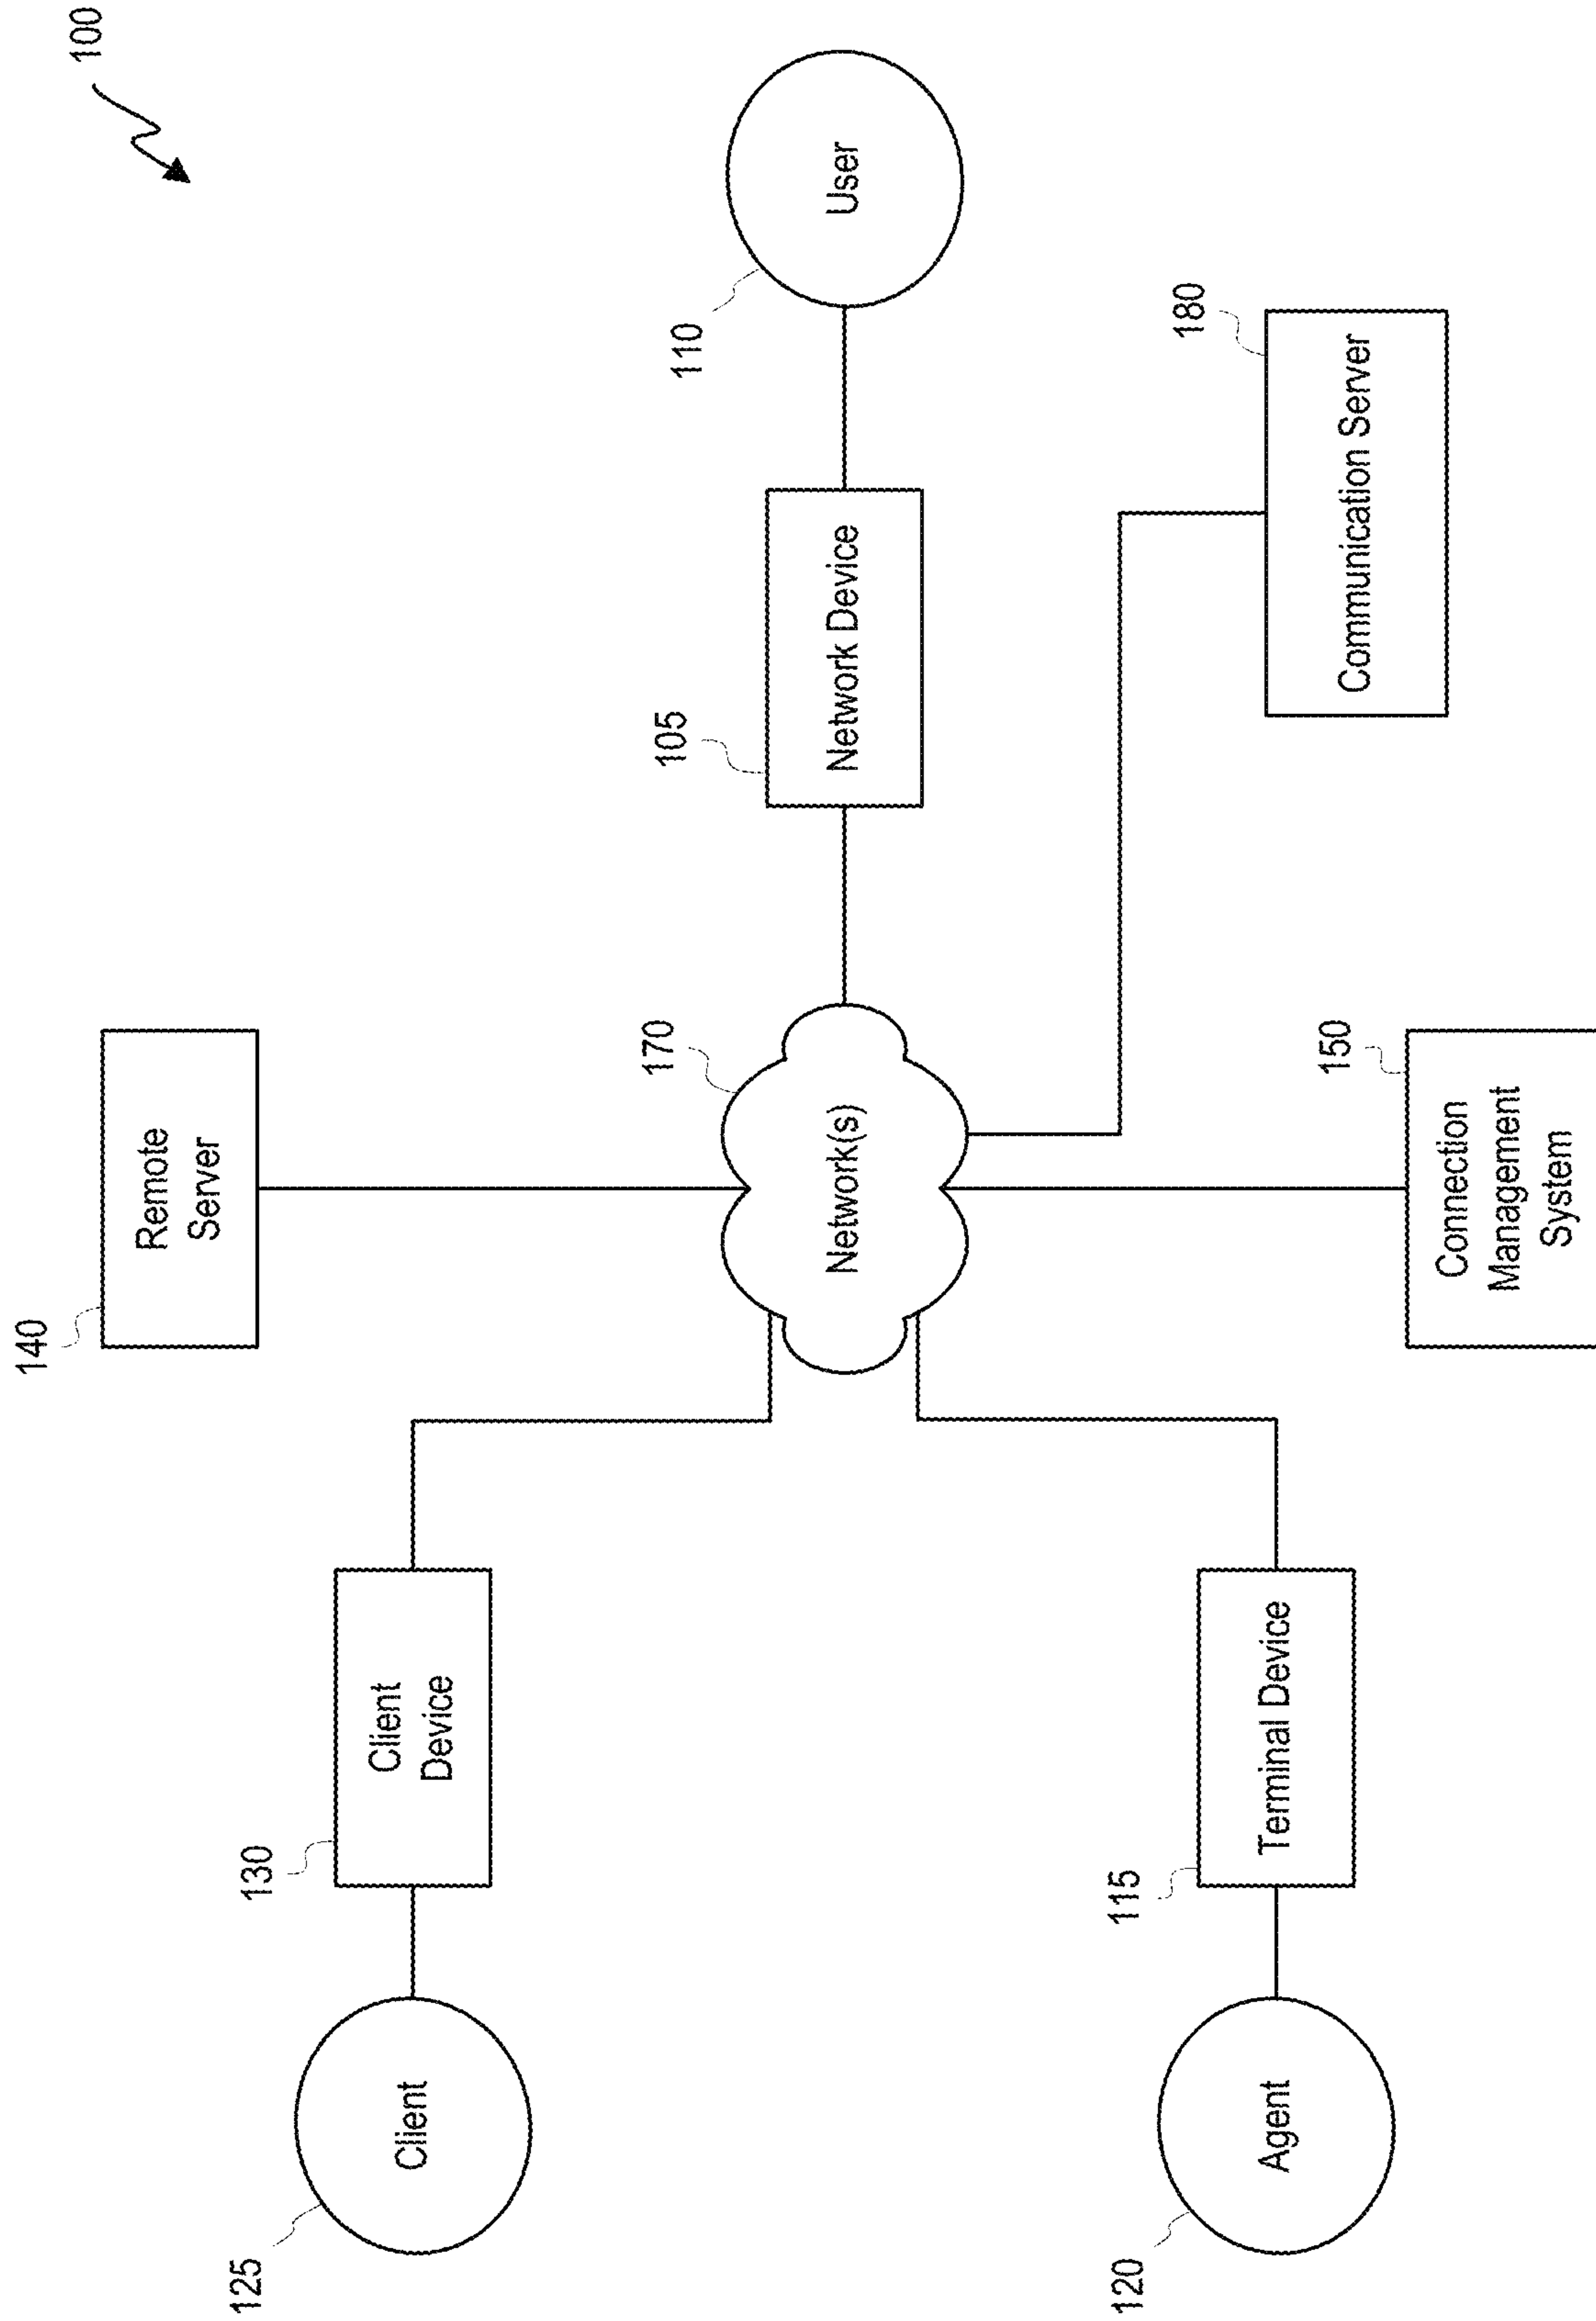 100
140
Remote
Server
125
Client
130
Client
Device
170
Network(s)
105
Network Device
110
User
120
Agent
115
Terminal Device
150
Connection
Management
System
180
Communication Server